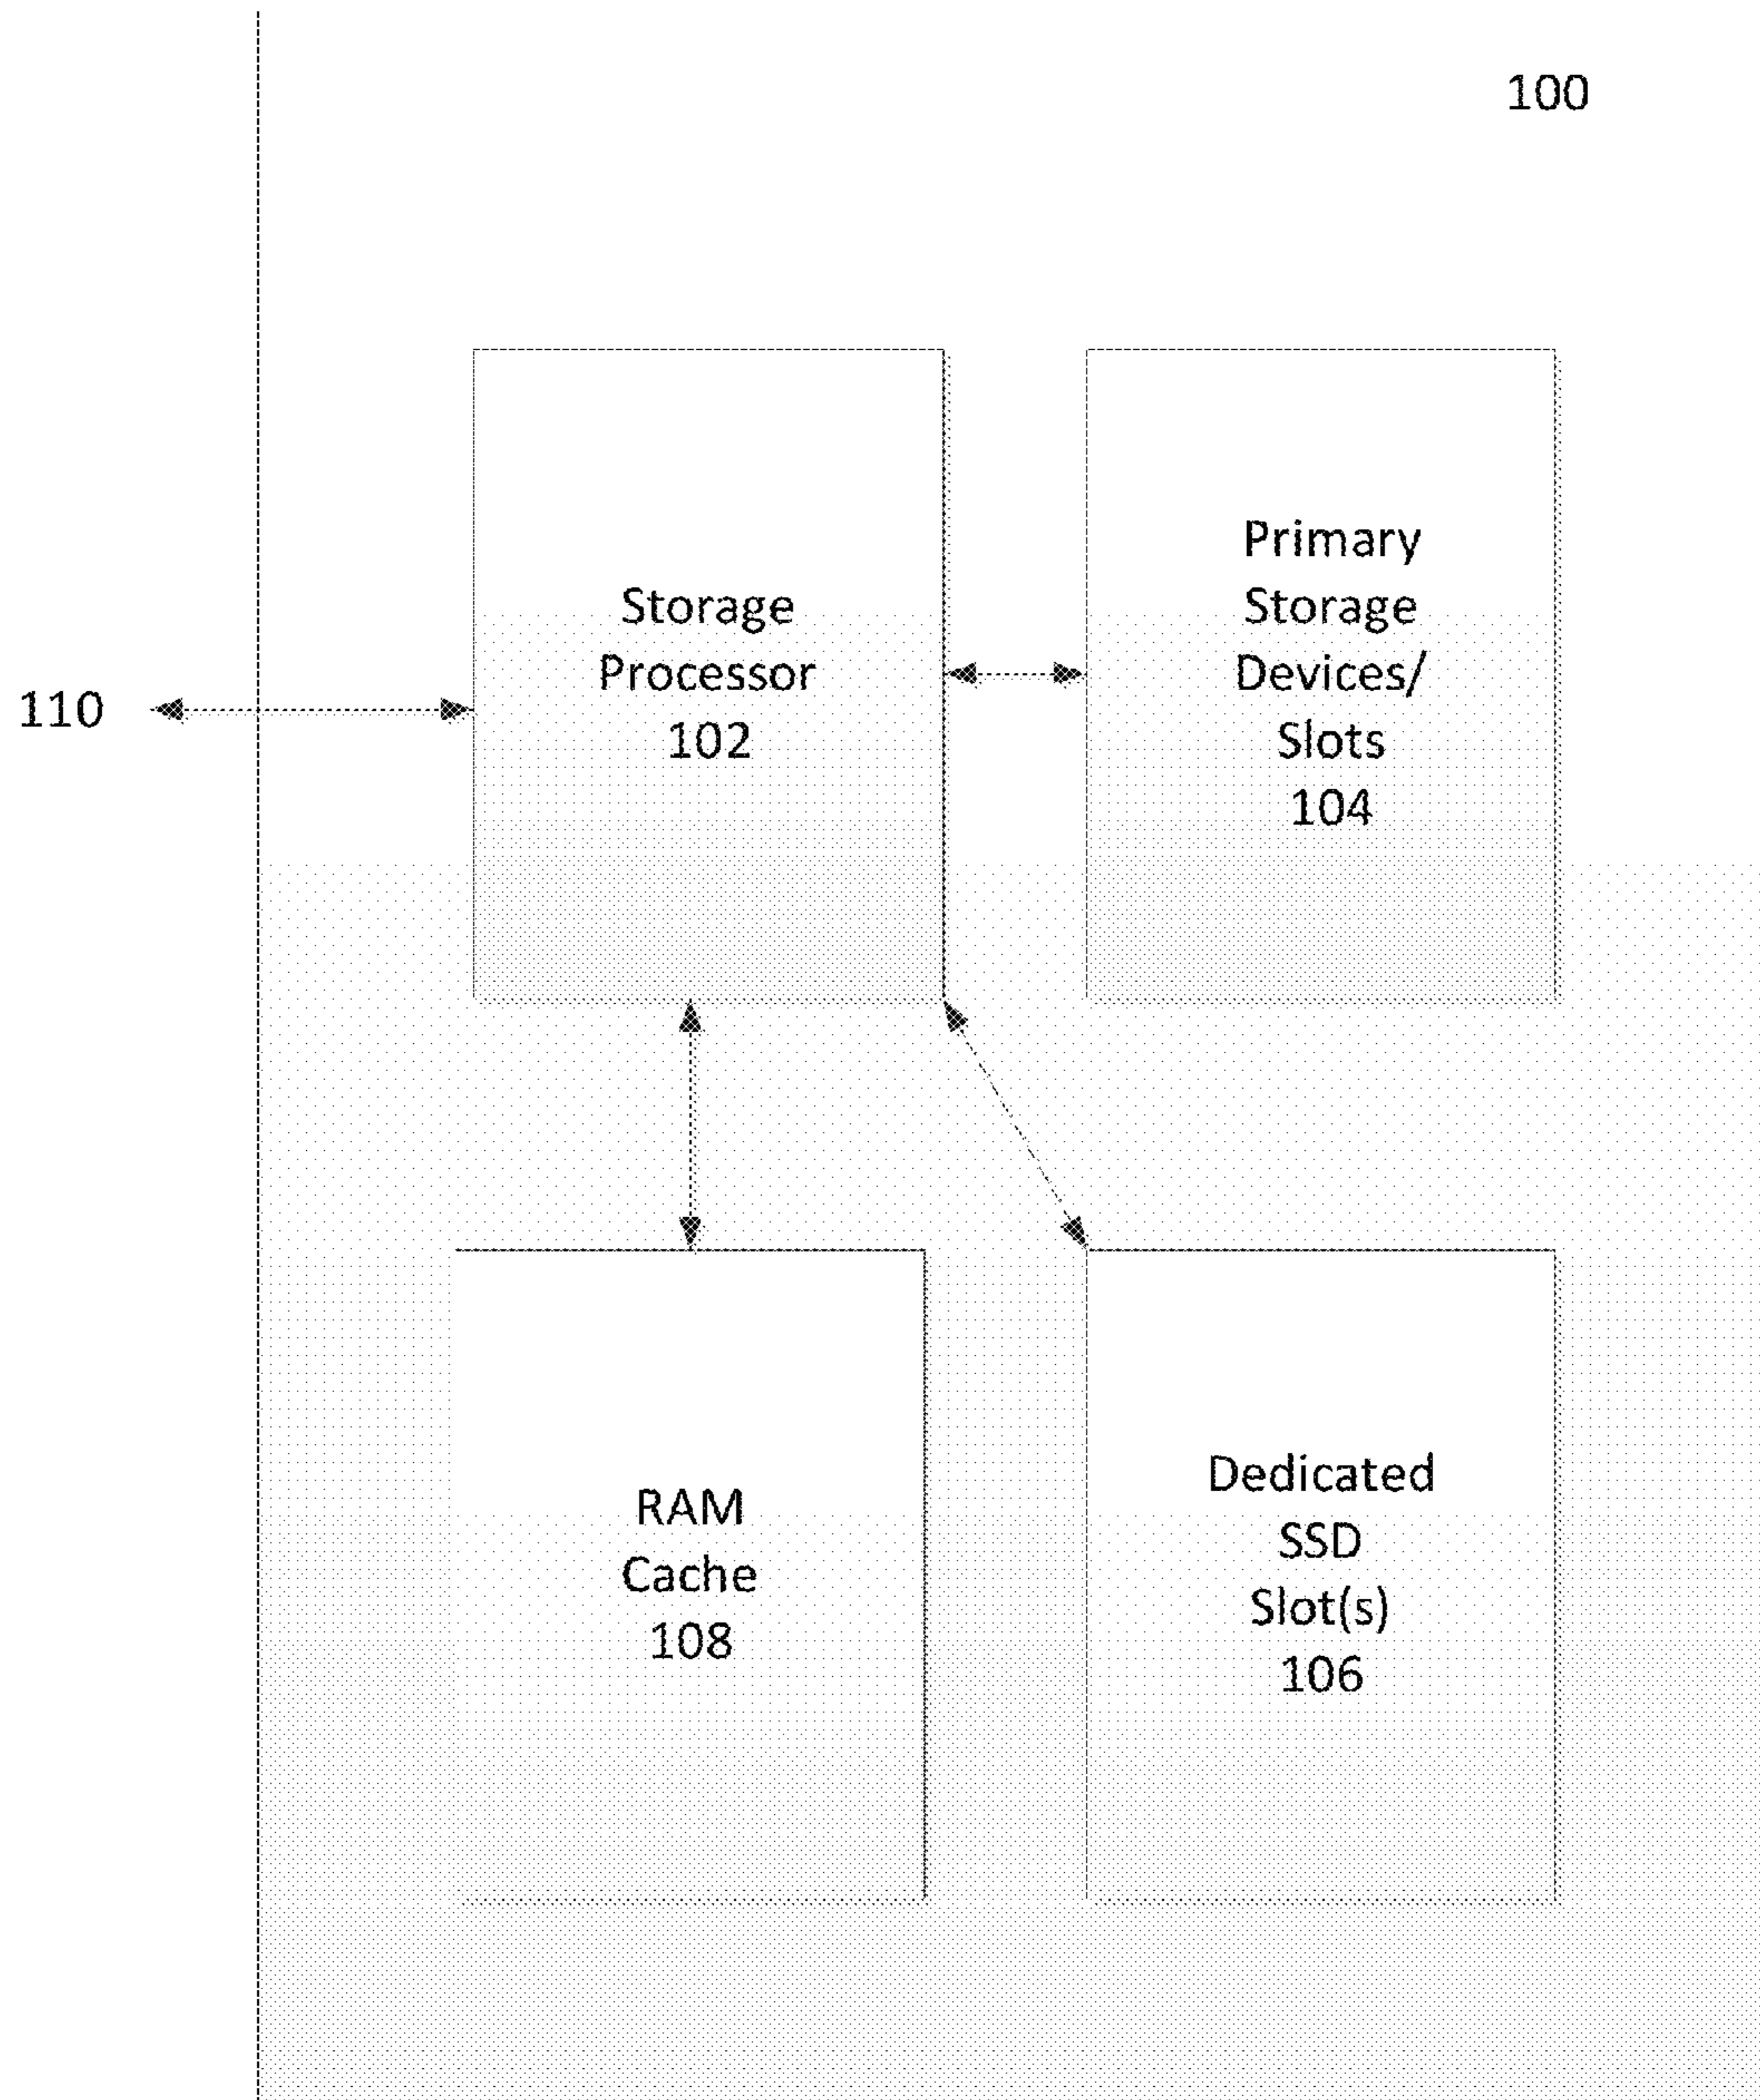 100
Storage
Processor
102
Primary
Storage
Devices/
Slots
104
110
RAM
Cache
108
Dedicated
SSD
Slot(s)
106